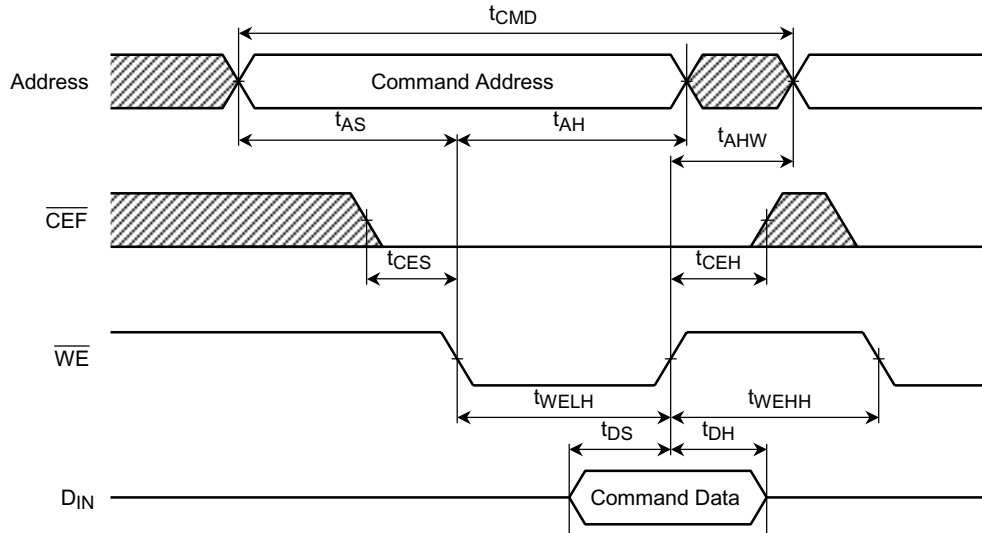 tCMD
Address
Command Address
tAS
tAH
tAHW
CEF
tCES
tCEH
WE
tWELH
tWEHH
tDS
tDH
DIN
Command Data